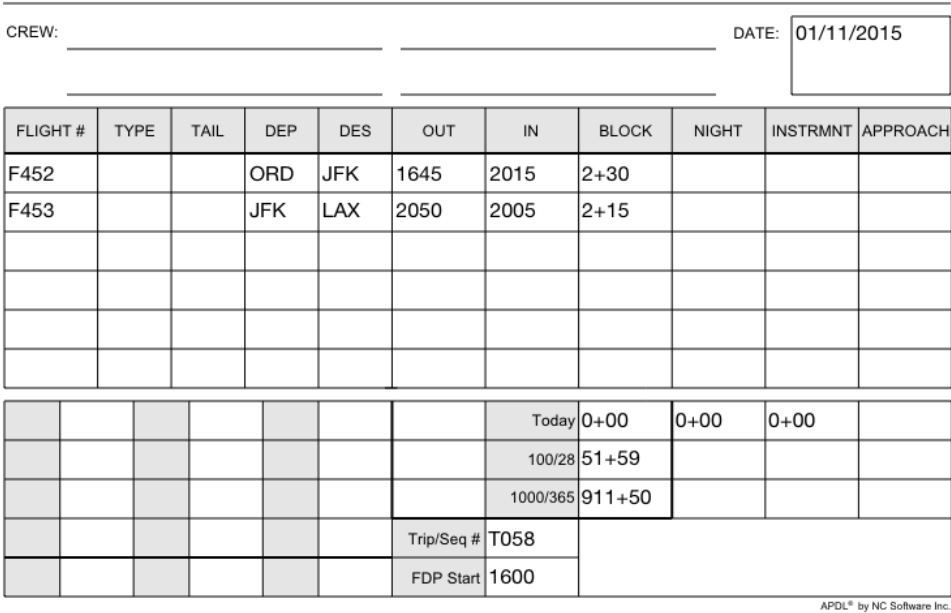 CREW:
DATE: 01/11/2015
FLIGHT # TYPE TAIL DEP DES OUT IN BLOCK NIGHT INSTRMNT APPROACH
F452 ORD JFK 1645 2015 2+30
F453 JFK LAX 2050 2005 2+15
Today 0+00 0+00 0+00
100/28 51+59
1000/365 911+50
Trip/Seq # T058
FDP Start 1600
APDL® by NC Software Inc.